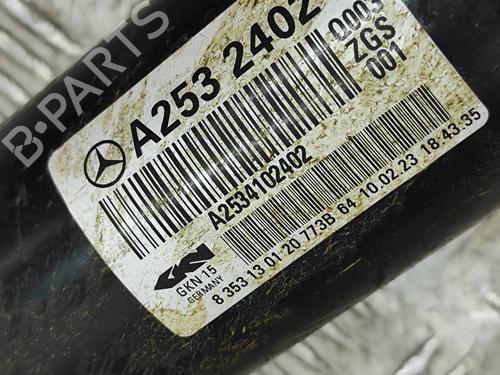 B-PARTS
A253 2402
Q003
ZGS
001
A2534102402
GKN 15
GERMANY
8 353 13 01 20 773B 64 10.02.23 18:43:35